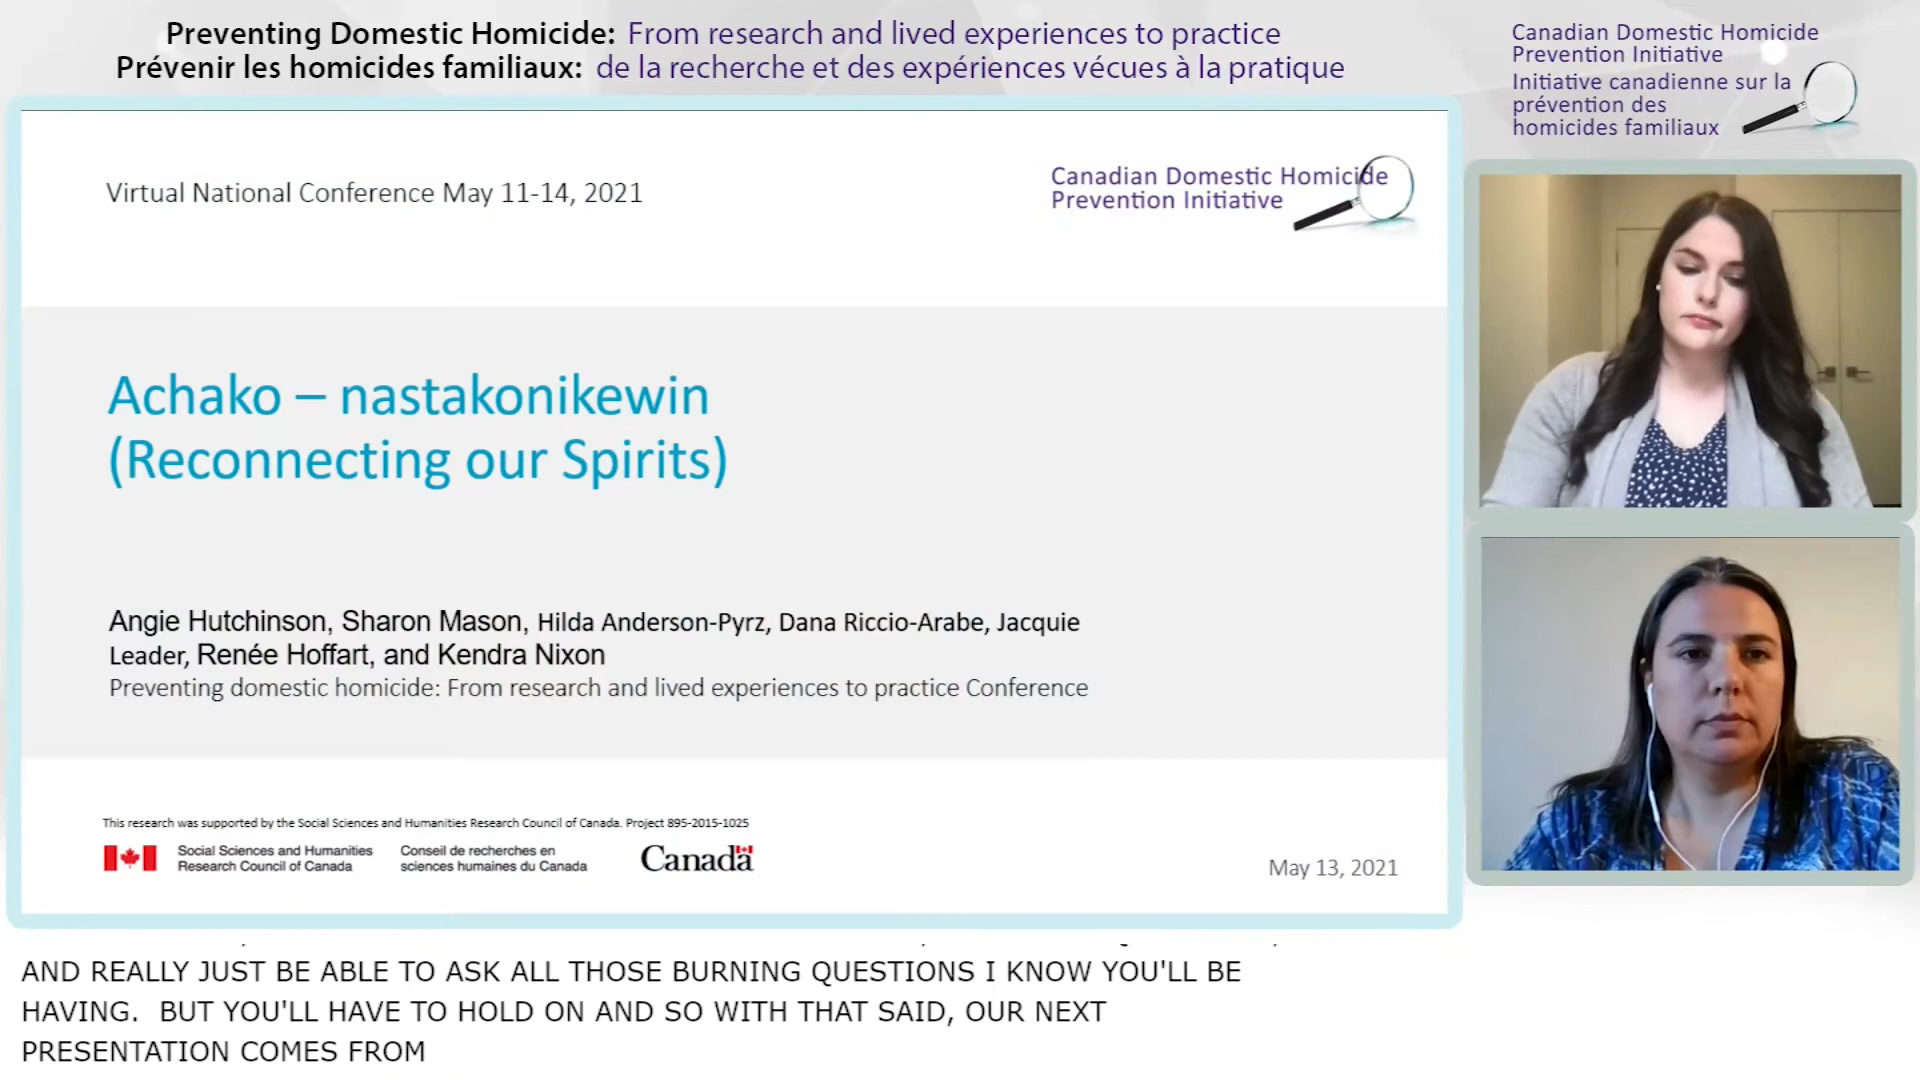 Preventing Domestic Homicide: From research and lived experiences to practice
Prévenir les homicides familiaux: de la recherche et des expériences vécues à la pratique
Canadian Domestic Homicide
Prevention Initiative
Initiative canadienne sur la
prévention des
homicides familiaux
Virtual National Conference May 11-14, 2021
Canadian Domestic Homicide
Prevention Initiative
Achako – nastakonikewin
(Reconnecting our Spirits)
Angie Hutchinson, Sharon Mason, Hilda Anderson-Pyrz, Dana Riccio-Arabe, Jacquie
Leader, Renée Hoffart, and Kendra Nixon
Preventing domestic homicide: From research and lived experiences to practice Conference
This research was supported by the Social Sciences and Humanities Research Council of Canada. Project 895-2015-1025
Social Sciences and Humanities
Research Council of Canada
Conseil de recherches en
sciences humaines du Canada
Canada
May 13, 2021
AND REALLY JUST BE ABLE TO ASK ALL THOSE BURNING QUESTIONS I KNOW YOU'LL BE
HAVING.  BUT YOU'LL HAVE TO HOLD ON AND SO WITH THAT SAID, OUR NEXT
PRESENTATION COMES FROM